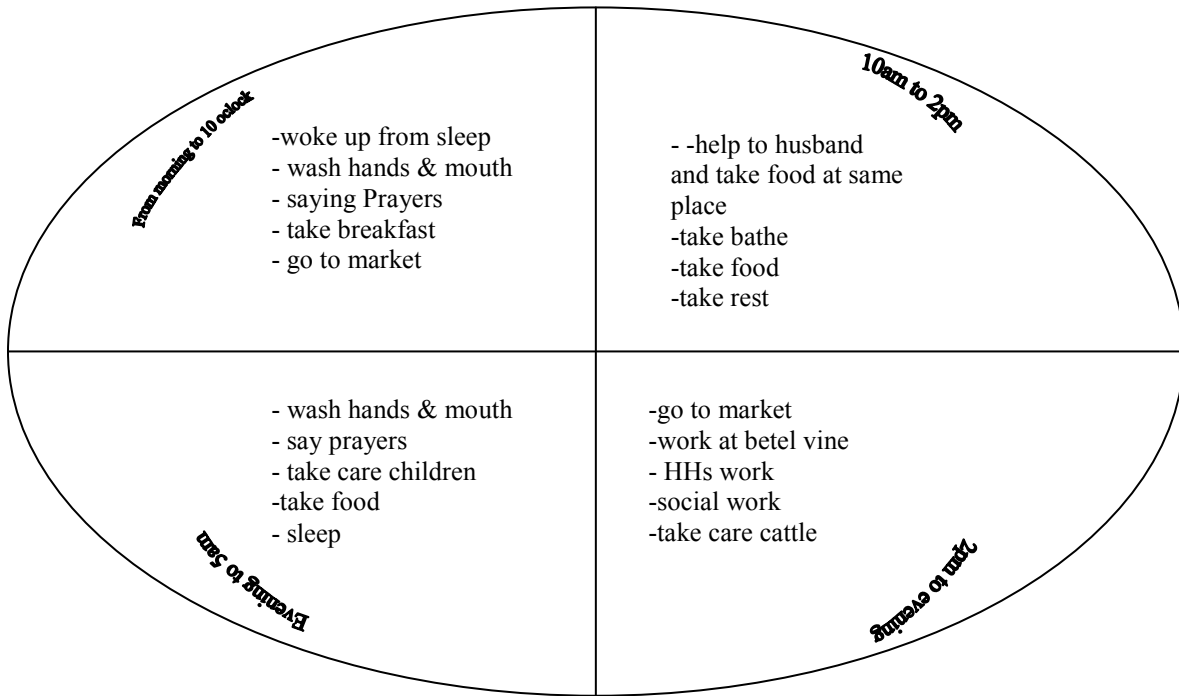 From morning to 10 oclock
-woke up from sleep
- wash hands & mouth
- saying Prayers
- take breakfast
- go to market
10am to 2pm
- -help to husband
and take food at same
place
-take bathe
-take food
-take rest
- wash hands & mouth
- say prayers
- take care children
-take food
- sleep
Evening to 5am
-go to market
-work at betel vine
- HHs work
-social work
-take care cattle
2pm to evening